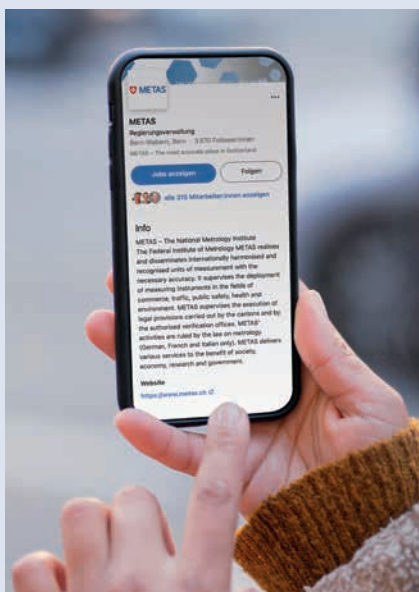 METAS
METAS
Regierungsverwaltung
Bern-Wabern, Bern · 3.670 Follower:innen
METAS – The most accurate place in Switzerland
Jobs anzeigen
Folgen
alle 315 Mitarbeiter:innen anzeigen
Info
METAS – The National Metrology Institute
The Federal Institute of Metrology METAS realises
and disseminates internationally harmonised and
recognised units of measurement with the
necessary accuracy. It supervises the deployment
of measuring instruments in the fields of
commerce, traffic, public safety, health and
environment. METAS supervises the execution of
legal provisions carried out by the cantons and by
the authorised verification offices. METAS'
activities are ruled by the law on metrology
(German, French and Italian only). METAS delivers
various services to the benefit of society,
economy, research and government.
Website
https://www.metas.ch